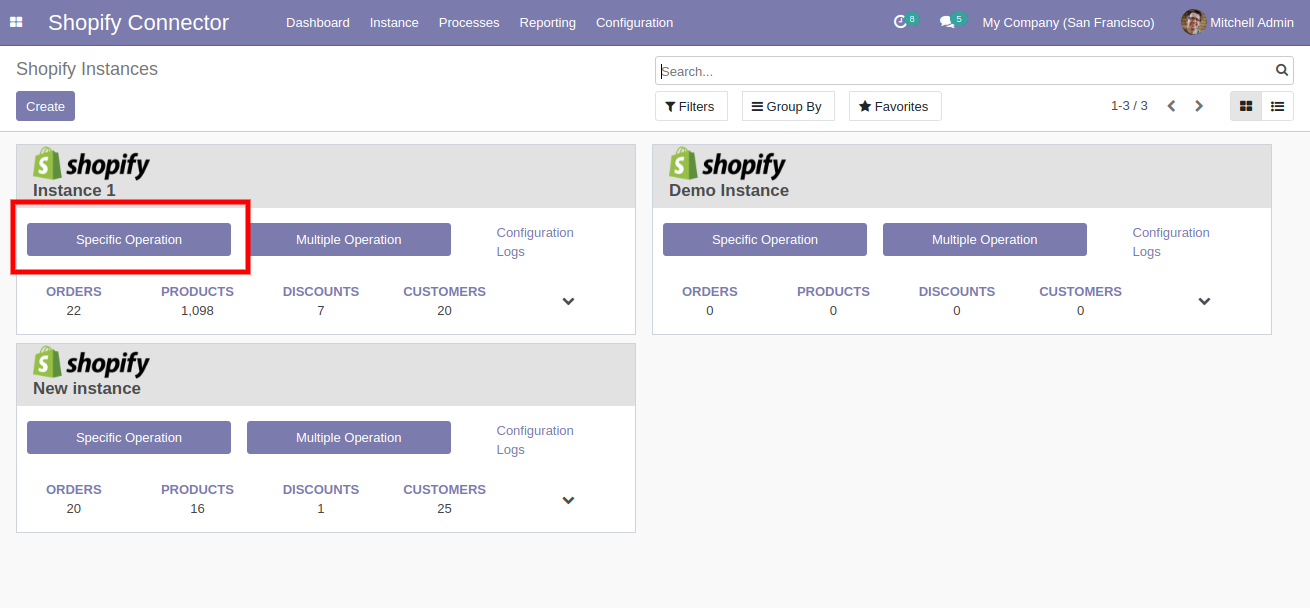 Shopify Connector Dashboard Instance Processes Reporting Configuration 8 5 My Company (San Francisco) Mitchell Admin
Shopify Instances
Search...
Create
Filters Group By Favorites 1-3 / 3
shopify
Instance 1
Specific Operation Multiple Operation Configuration
Logs
ORDERS PRODUCTS DISCOUNTS CUSTOMERS
22 1,098 7 20
shopify
Demo Instance
Specific Operation Multiple Operation Configuration
Logs
ORDERS PRODUCTS DISCOUNTS CUSTOMERS
0 0 0 0
shopify
New instance
Specific Operation Multiple Operation Configuration
Logs
ORDERS PRODUCTS DISCOUNTS CUSTOMERS
20 16 1 25